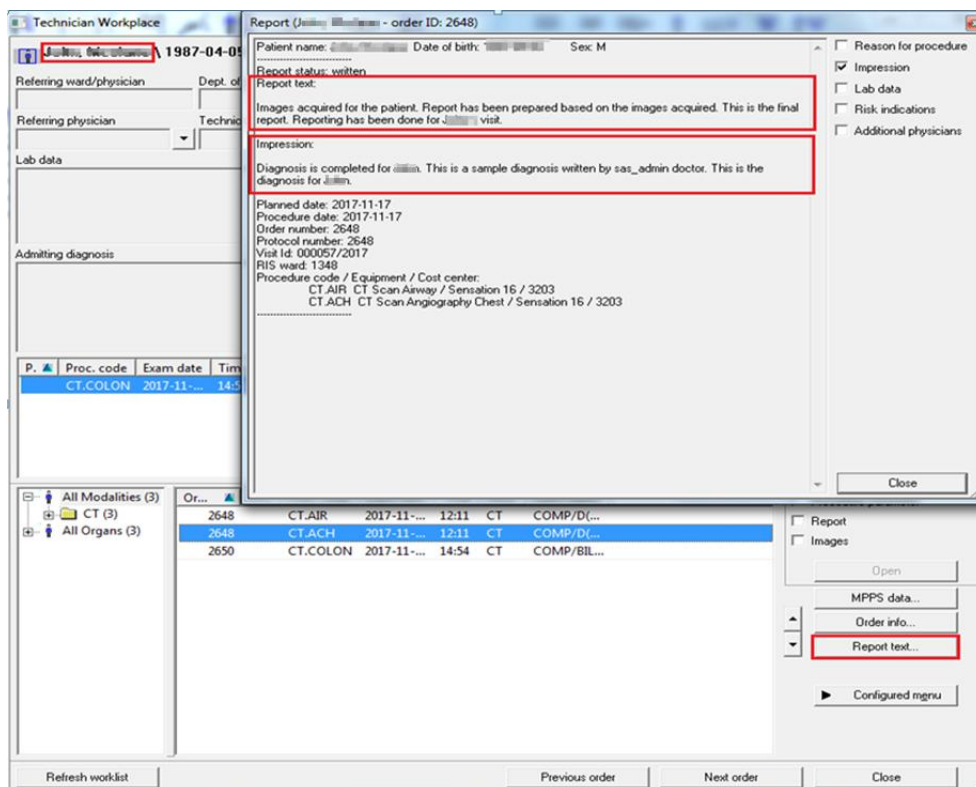 Technician Workplace
\ 1987-04-05
Referring ward/physician Dept. of
Referring physician Technic
Lab data
Admitting diagnosis
P. Proc. code Exam date Tim
CT.COLON 2017-11-... 14:5
Report ( - order ID: 2648)
Patient name: Date of birth: Sex: M
-----------------------------
Report status: written
Report text:
Images acquired for the patient. Report has been prepared based on the images acquired. This is the final
report. Reporting has been done for visit.
Impression:
Diagnosis is completed for . This is a sample diagnosis written by sas_admin doctor. This is the
diagnosis for .
Planned date: 2017-11-17
Procedure date: 2017-11-17
Order number: 2648
Protocol number: 2648
Visit Id: 000057/2017
RIS ward: 1348
Procedure code / Equipment / Cost center:
CT.AIR CT Scan Airway / Sensation 16 / 3203
CT.ACH CT Scan Angiography Chest / Sensation 16 / 3203
-----------------------------
Reason for procedure
Impression
Lab data
Risk indications
Additional physicians
Close
All Modalities (3)
CT (3)
All Organs (3)
Or...
2648 CT.AIR 2017-11-... 12:11 CT COMP/D(...
2648 CT.ACH 2017-11-... 12:11 CT COMP/D(...
2650 CT.COLON 2017-11-... 14:54 CT COMP/BIL...
Report
Images
Open
MPPS data...
Order info...
Report text...
Configured menu
Refresh worklist Previous order Next order Close